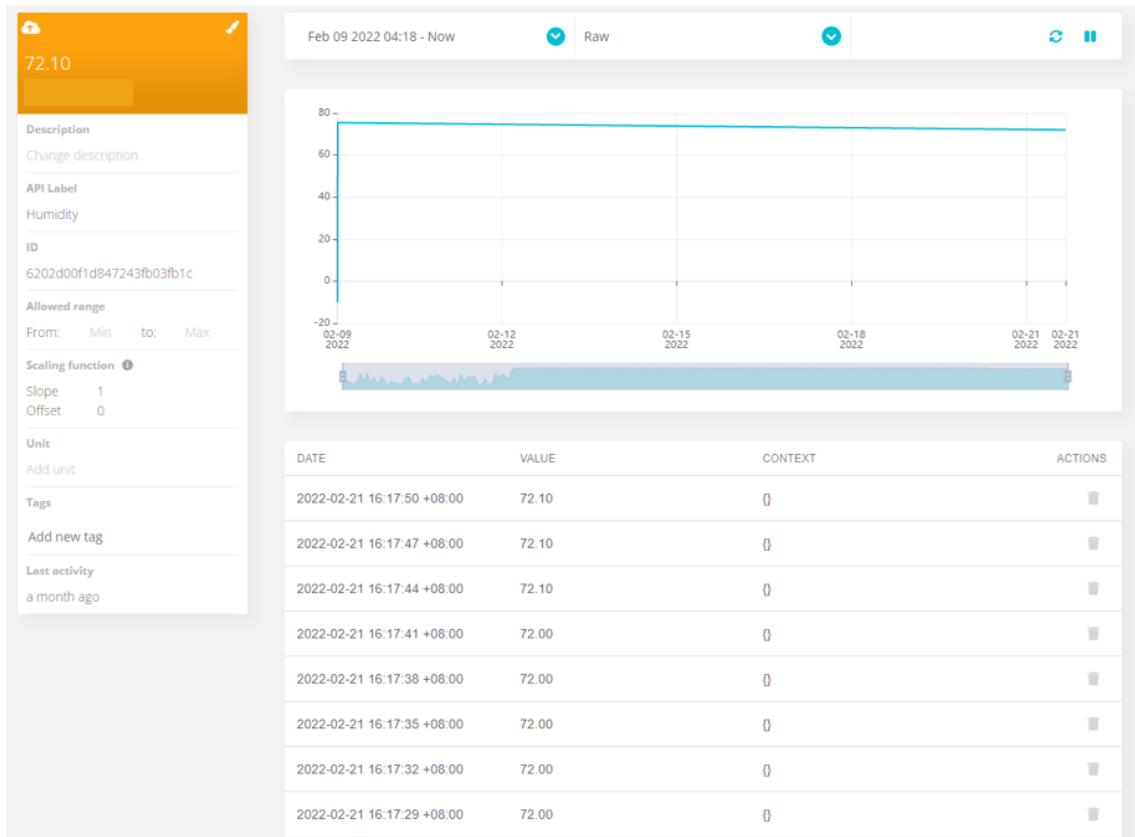 72.10
Description
Change description
API Label
Humidity
ID
6202d00f1d847243fb03fb1c
Allowed range
From: Min to: Max
Scaling function
Slope 1
Offset 0
Unit
Add unit
Tags
Add new tag
Last activity
a month ago
Feb 09 2022 04:18 - Now Raw
80
60
40
20
0
-20
02-09 02-12 02-15 02-18 02-21 02-21
2022 2022 2022 2022 2022 2022
DATE VALUE CONTEXT ACTIONS
2022-02-21 16:17:50 +08:00 72.10 {}
2022-02-21 16:17:47 +08:00 72.10 {}
2022-02-21 16:17:44 +08:00 72.10 {}
2022-02-21 16:17:41 +08:00 72.00 {}
2022-02-21 16:17:38 +08:00 72.00 {}
2022-02-21 16:17:35 +08:00 72.00 {}
2022-02-21 16:17:32 +08:00 72.00 {}
2022-02-21 16:17:29 +08:00 72.00 {}